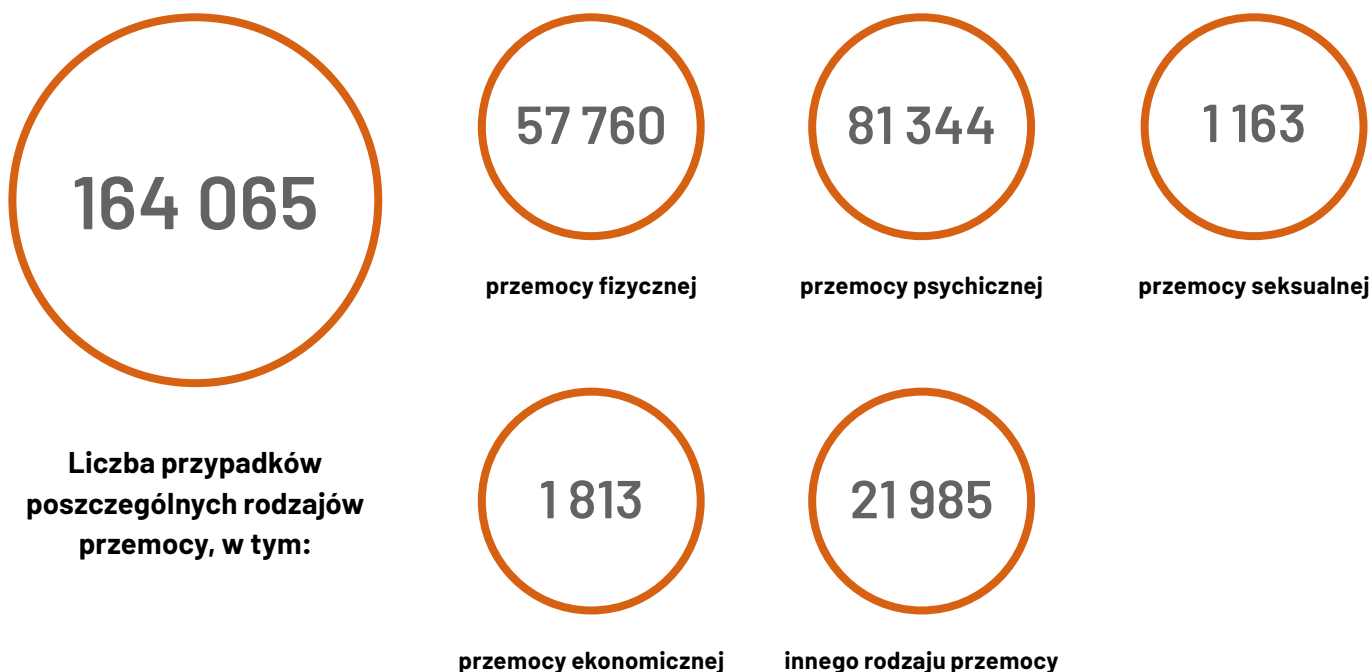 164 065
Liczba przypadków
poszczególnych rodzajów
przemocy, w tym:
57 760
przemocy fizycznej
81 344
przemocy psychicznej
1 163
przemocy seksualnej
1 813
przemocy ekonomicznej
21 985
innego rodzaju przemocy